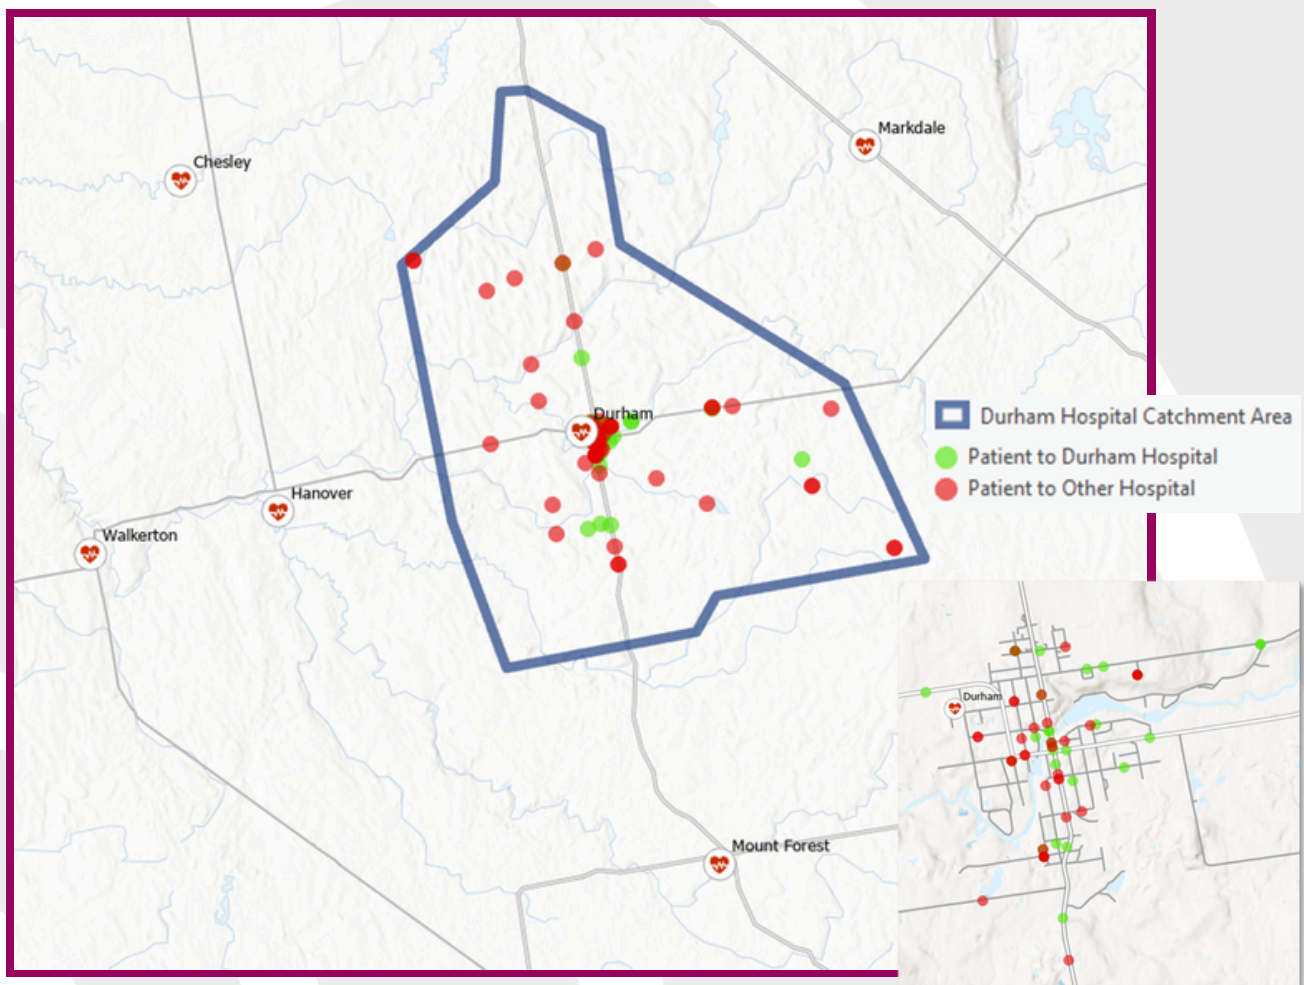 Markdale
Chesley
Durham
Durham Hospital Catchment Area
Patient to Durham Hospital
Patient to Other Hospital
Hanover
Walkerton
Durham
Mount Forest